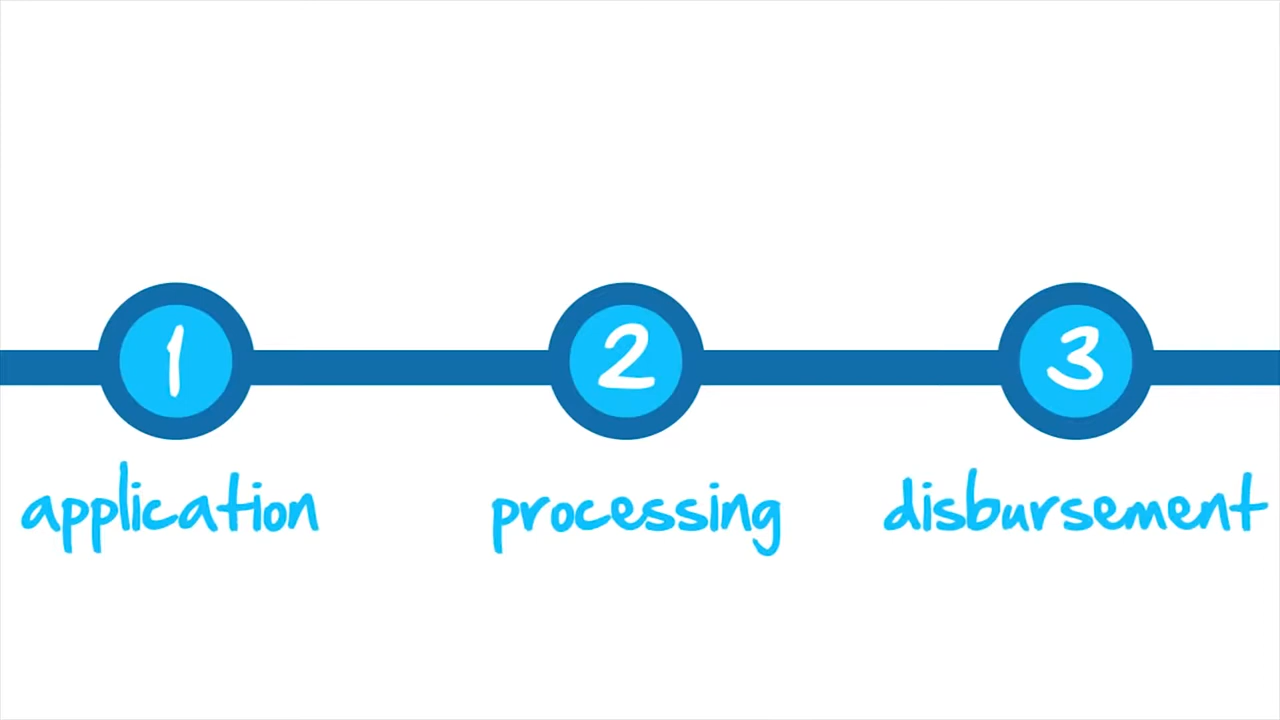 1 2 3
application processing disbursement